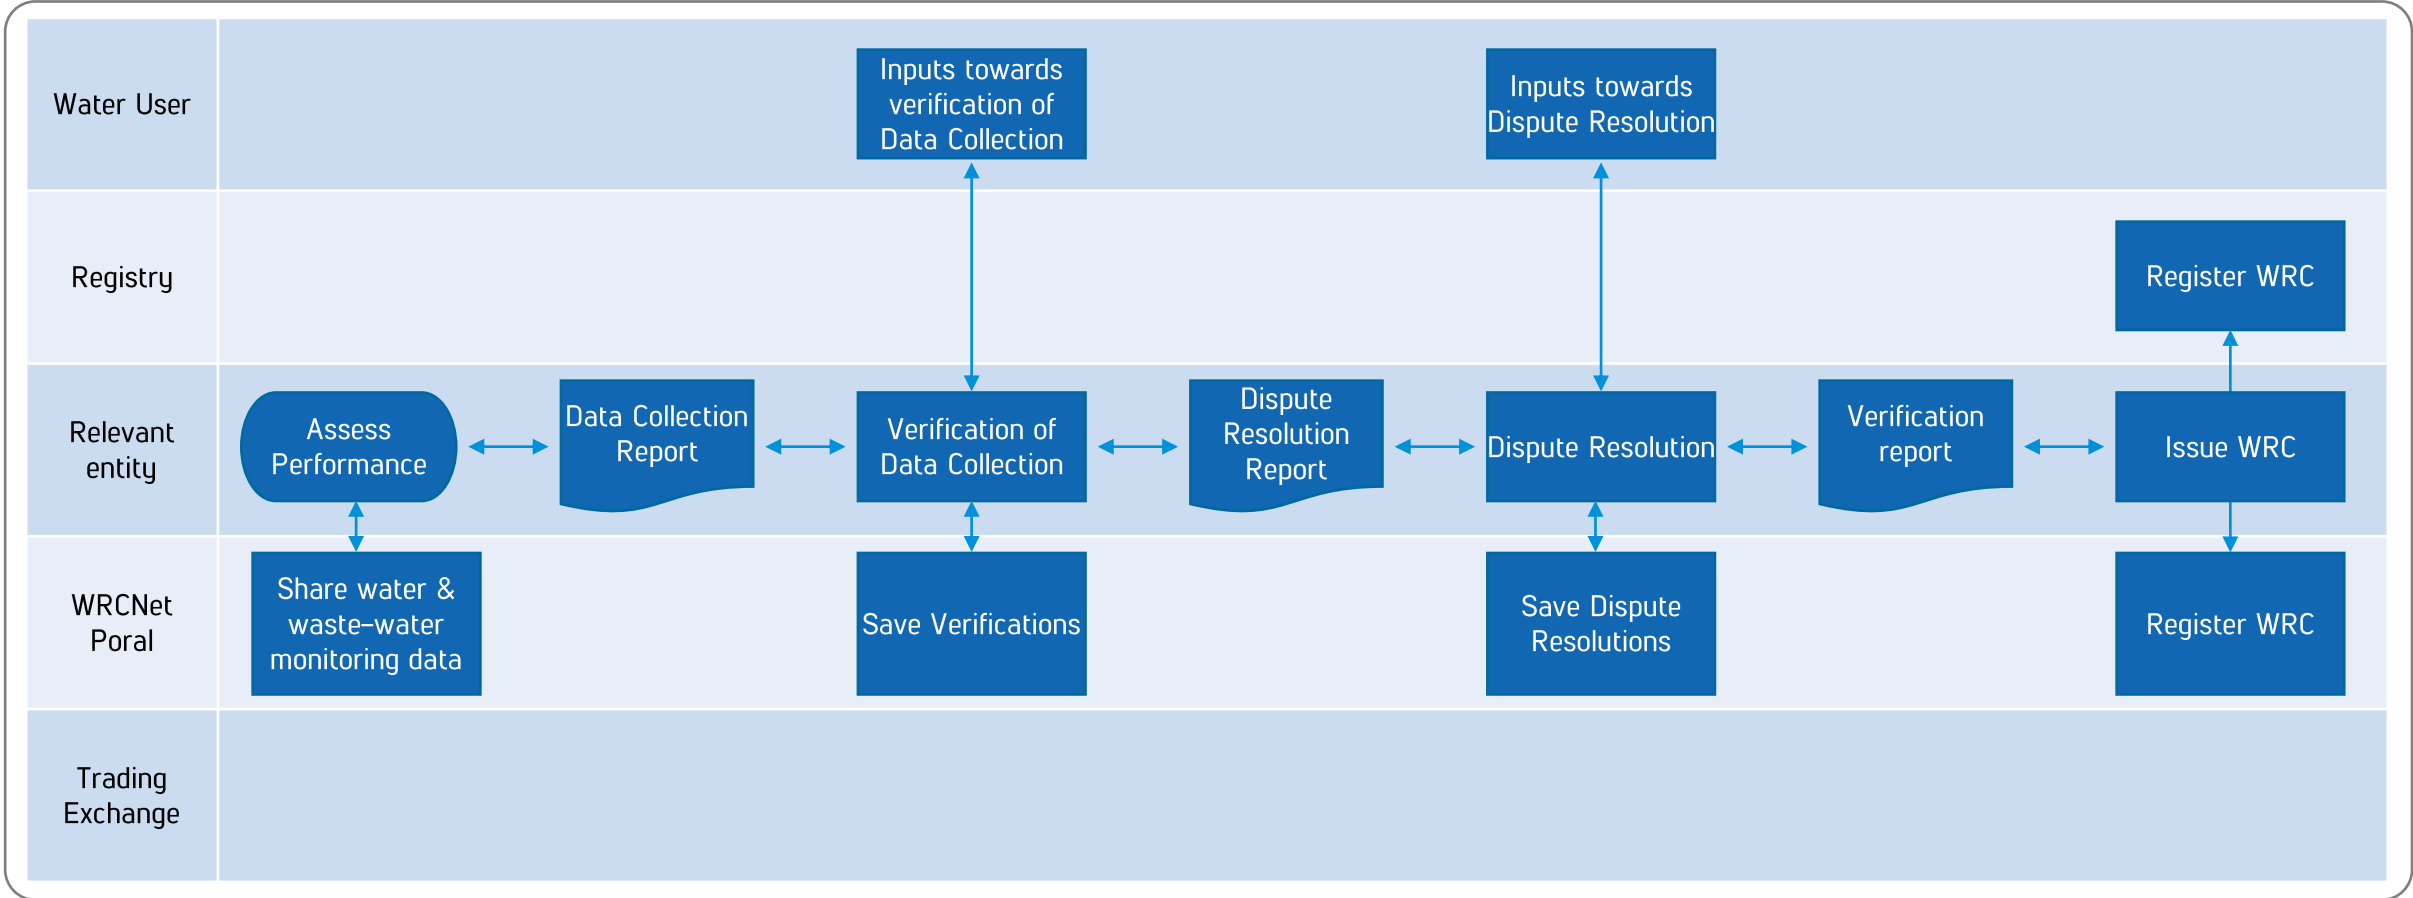 Water User
Inputs towards
verification of
Data Collection
Inputs towards
Dispute Resolution
Registry
Register WRC
Relevant
entity
Assess
Performance
Data Collection
Report
Verification of
Data Collection
Dispute
Resolution
Report
Dispute Resolution
Verification
report
Issue WRC
WRCNet
Poral
Share water &
waste-water
monitoring data
Save Verifications
Save Dispute
Resolutions
Register WRC
Trading
Exchange